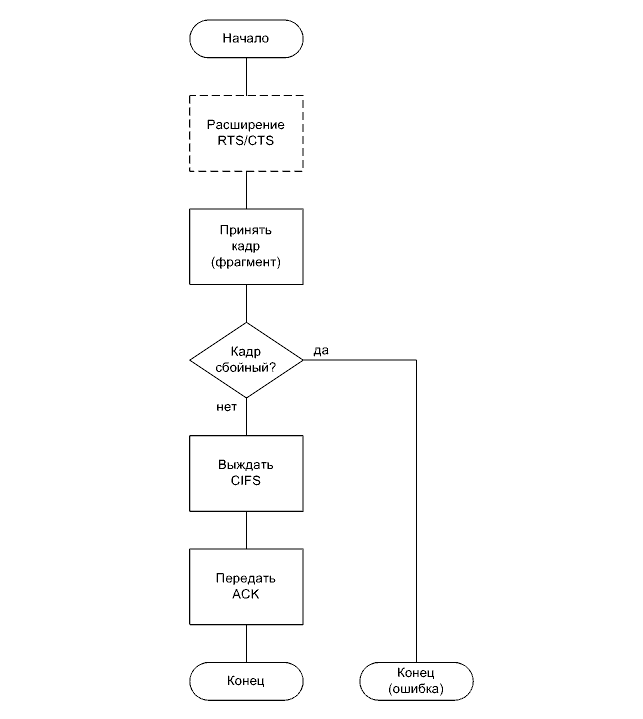 Начало
Расширение
RTS/CTS
Принять
кадр
(фрагмент)
Кадр
сбойный?
да
нет
Выждать
CIFS
Передать
ACK
Конец
Конец
(ошибка)